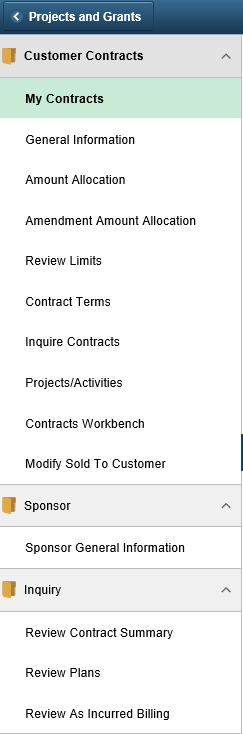 Projects and Grants
Customer Contracts
My Contracts
General Information
Amount Allocation
Amendment Amount Allocation
Review Limits
Contract Terms
Inquire Contracts
Projects/Activities
Contracts Workbench
Modify Sold To Customer
Sponsor
Sponsor General Information
Inquiry
Review Contract Summary
Review Plans
Review As Incurred Billing